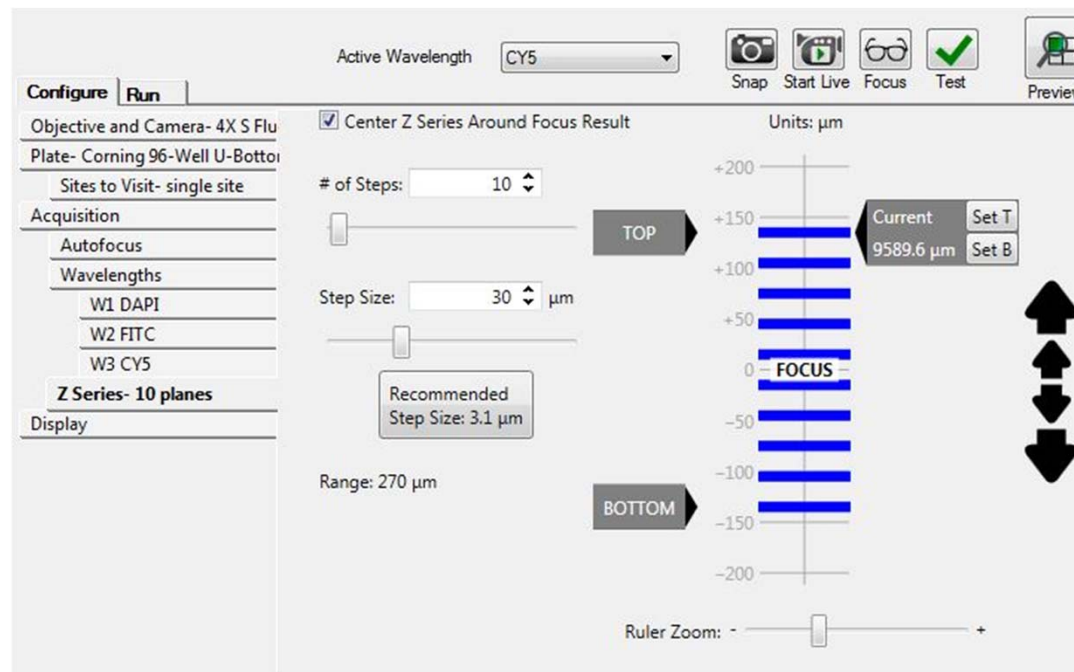 Active Wavelength CY5
Snap Start Live Focus Test Preview
Configure Run
Objective and Camera- 4X S Flu
Plate- Corning 96-Well U-Bottor
Sites to Visit- single site
Acquisition
Autofocus
Wavelengths
W1 DAPI
W2 FITC
W3 CY5
Z Series- 10 planes
Display
Center Z Series Around Focus Result
# of Steps: 10
Step Size: 30 µm
Recommended
Step Size: 3.1 µm
Range: 270 µm
Units: µm
TOP
BOTTOM
+200
+150
+100
+50
0 FOCUS
−50
−100
−150
−200
Current Set T
9589.6 µm Set B
Ruler Zoom: - +